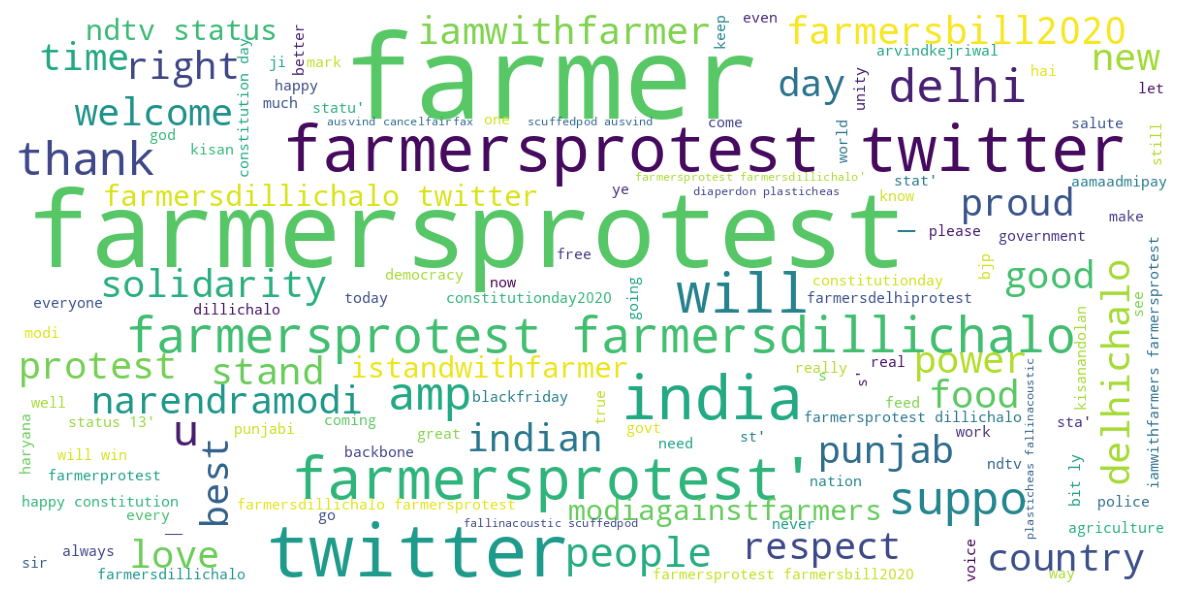 ndtv status
iamwithfarmer
keep
even
farmersbill2020
time
right
better
farmer
arvindkejriwal
new
ji
mark
day
unity
delhi
hai
let
constitution day
happy
welcome
much
statu'
ausvind cancelfairfax
one
scuffedpod ausvind
come
world
salute
still
god
kisan
thank
farmersprotest twitter
farmersprotest farmersdillichalo'
stat'
aamaadmipay
farmersdillichalo twitter
ye
diaperdon plasticheas
know
proud
make
farmersprotest
—
please
government
free
solidarity
democracy
now
going
will
constitutionday
bjp
good
everyone
dillichalo
today
constitutionday2020
farmersdelhiprotest
delhichalo
see
iamwithfarmers farmersprotest
modi
farmersprotest farmersdillichalo
kisanandolan
protest
stand
istandwithfarmer
really
s'
s'
real
power
well
narendramodi
amp
blackfriday
true
india
feed
food
plasticheas fallinacoustic
status 13'
punjabi
coming
great
govt
farmersprotest dillichalo
sta'
haryana
will win
u
best
backbone
indian
need
st'
work
punjab
ndtv
farmerprotest
farmersprotest'
nation
bit ly
happy constitution
every
farmersdillichalo farmersprotest
go
modiagainstfarmers
suppo
police
fallinacoustic scuffedpod
never
agriculture
—
sir
always
love
twitter
people
respect
voice
country
farmersdillichalo
farmersprotest farmersbill2020
way